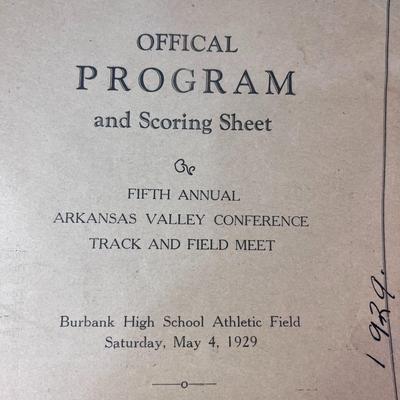 OFFICAL
PROGRAM
and Scoring Sheet
FIFTH ANNUAL
ARKANSAS VALLEY CONFERENCE
TRACK AND FIELD MEET
Burbank High School Athletic Field
Saturday, May 4, 1929
1929.